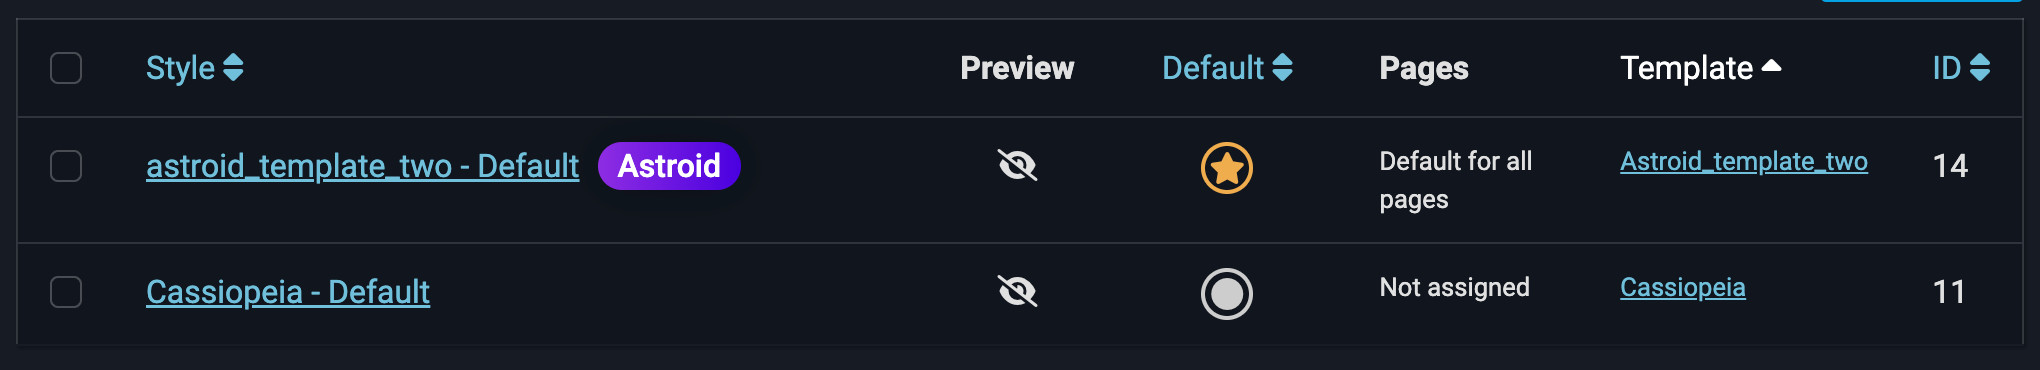 Style Preview Default Pages Template ID
astroid_template_two - Default Astroid Default for all pages Astroid_template_two 14
Cassiopeia - Default Not assigned Cassiopeia 11